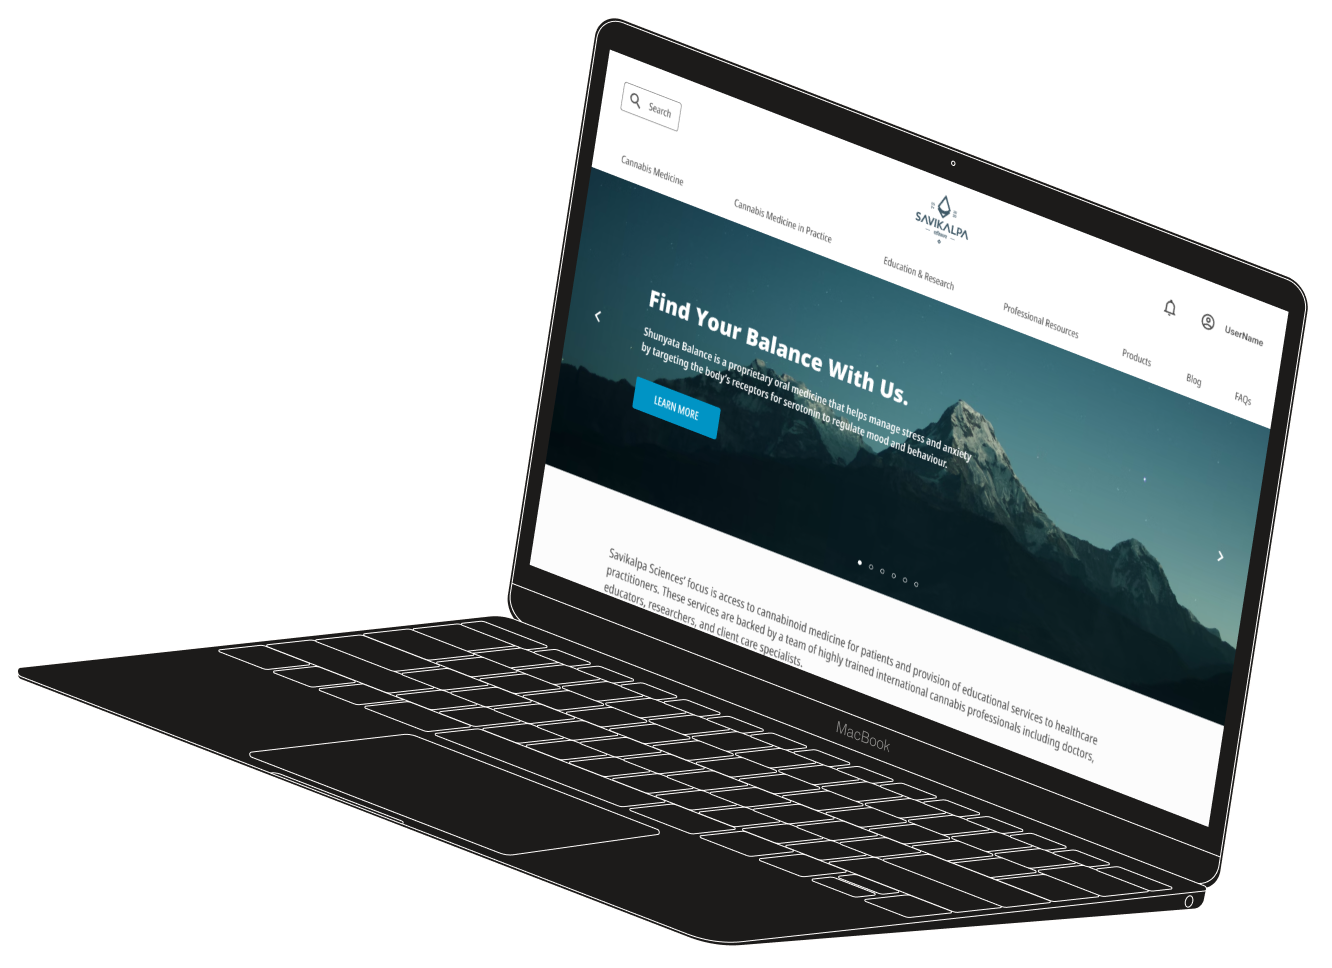 Search
SAVIKALPA
UserName
Cannabis Medicine
Cannabis Medicine in Practice
Education & Research
Professional Resources
Products
Blog
FAQs
Find Your Balance With Us.
Shunyata Balance is a proprietary oral medicine that helps manage stress and anxiety
by targeting the body's receptors for serotonin to regulate mood and behaviour.
LEARN MORE
Savikalpa Sciences' focus is access to cannabinoid medicine for patients and provision of educational services to healthcare
practitioners. These services are backed by a team of highly trained international cannabis professionals including doctors,
educators, researchers, and client care specialists.
MacBook